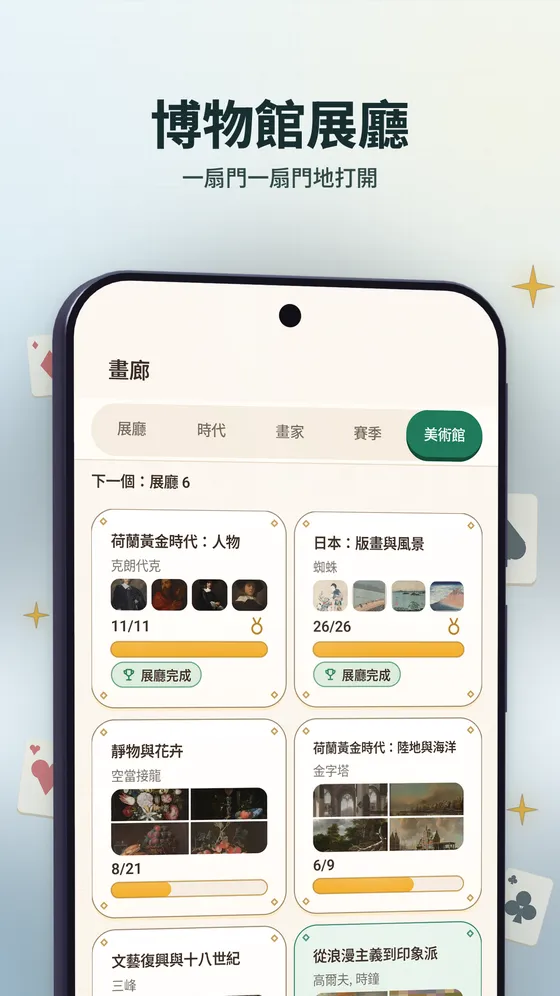 博物館展廳
一扇門一扇門地打開
畫廊
展廳
時代
畫家
賽季
美術館
下一個：展廳 6
荷蘭黃金時代：人物
克朗代克
11/11
展廳完成
日本：版畫與風景
蜘蛛
26/26
展廳完成
靜物與花卉
空當接龍
8/21
荷蘭黃金時代：陸地與海洋
金字塔
6/9
文藝復興與十八世紀
三峰
從浪漫主義到印象派
高爾夫, 時鐘